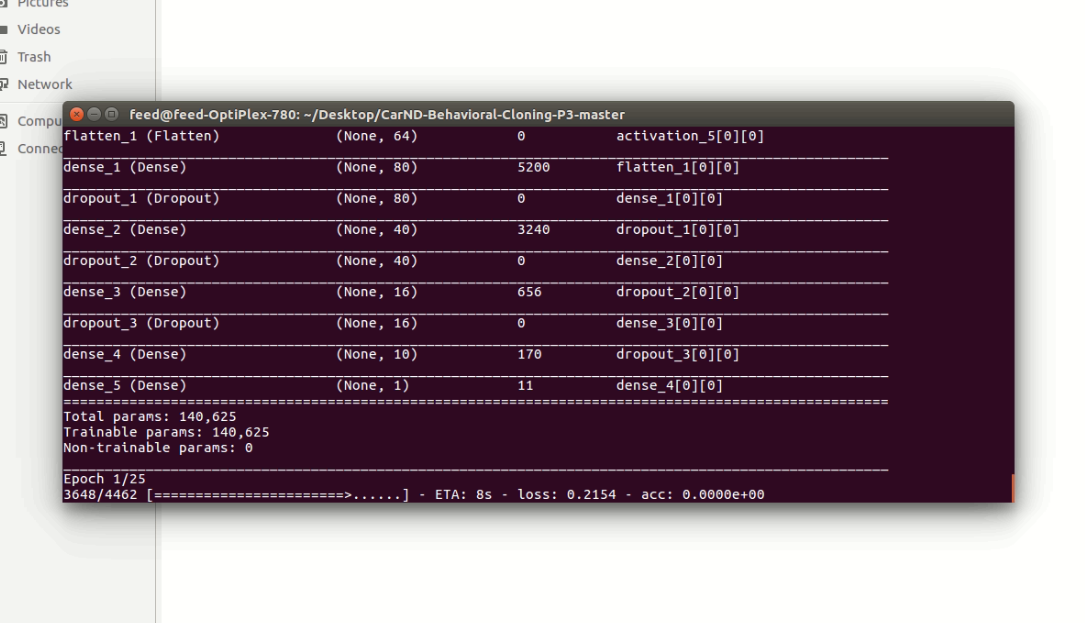 Pictures
Videos
Trash
Network
Compu
Connec
feed@feed-OptiPlex-780: ~/Desktop/CarND-Behavioral-Cloning-P3-master
flatten_1 (Flatten) (None, 64) 0 activation_5[0][0]
dense_1 (Dense) (None, 80) 5200 flatten_1[0][0]
dropout_1 (Dropout) (None, 80) 0 dense_1[0][0]
dense_2 (Dense) (None, 40) 3240 dropout_1[0][0]
dropout_2 (Dropout) (None, 40) 0 dense_2[0][0]
dense_3 (Dense) (None, 16) 656 dropout_2[0][0]
dropout_3 (Dropout) (None, 16) 0 dense_3[0][0]
dense_4 (Dense) (None, 10) 170 dropout_3[0][0]
dense_5 (Dense) (None, 1) 11 dense_4[0][0]
Total params: 140,625
Trainable params: 140,625
Non-trainable params: 0
Epoch 1/25
3648/4462 [=======================>......] - ETA: 8s - loss: 0.2154 - acc: 0.0000e+00